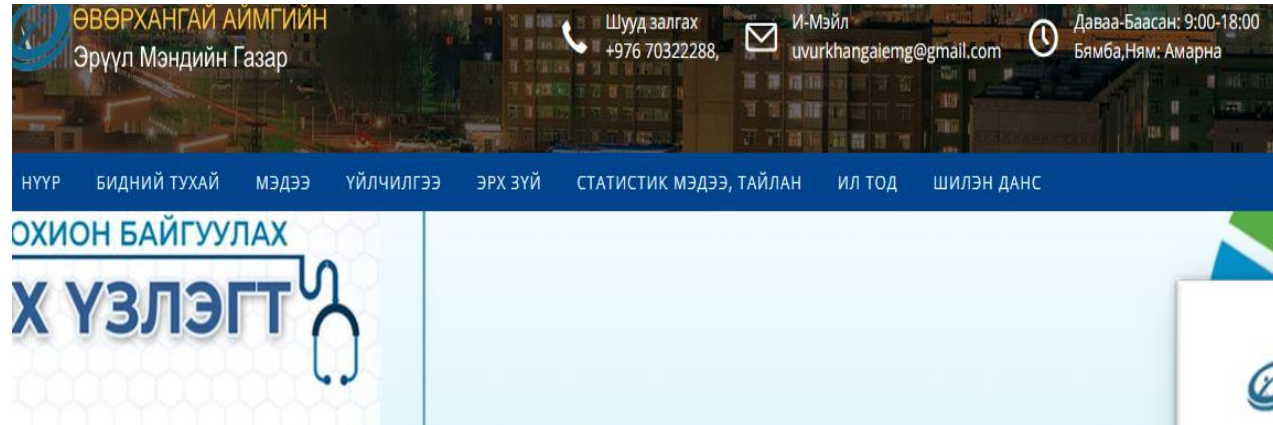 ӨВӨРХАНГАЙ АЙМГИЙН
Эрүүл Мэндийн Газар
Шууд залгах
+976 70322288,
И-Мэйл
uvurkhangaiemg@gmail.com
Даваа-Баасан: 9:00-18:00
Бямба,Ням: Амарна
НҮҮР БИДНИЙ ТУХАЙ МЭДЭЭ ҮЙЛЧИЛГЭЭ ЭРХ ЗҮЙ СТАТИСТИК МЭДЭЭ, ТАЙЛАН ИЛ ТОД ШИЛЭН ДАНС
ОХИОН БАЙГУУЛАХ
Х ҮЗЛЭГТ